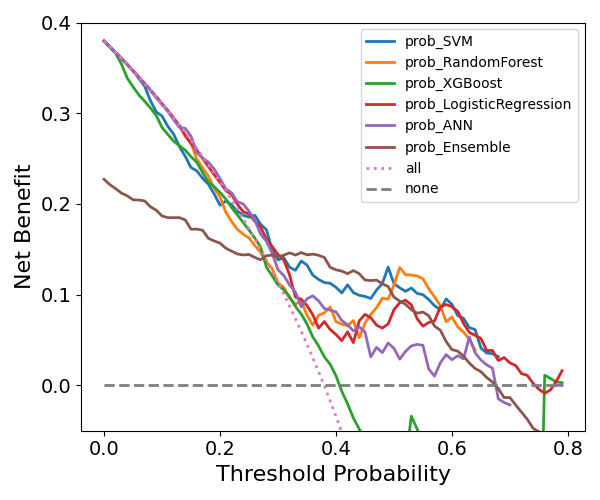 0.4
0.3
0.2
0.1
0.0
Net Benefit
prob_SVM
prob_RandomForest
prob_XGBoost
prob_LogisticRegression
prob_ANN
prob_Ensemble
all
none
0.0 0.2 0.4 0.6 0.8
Threshold Probability